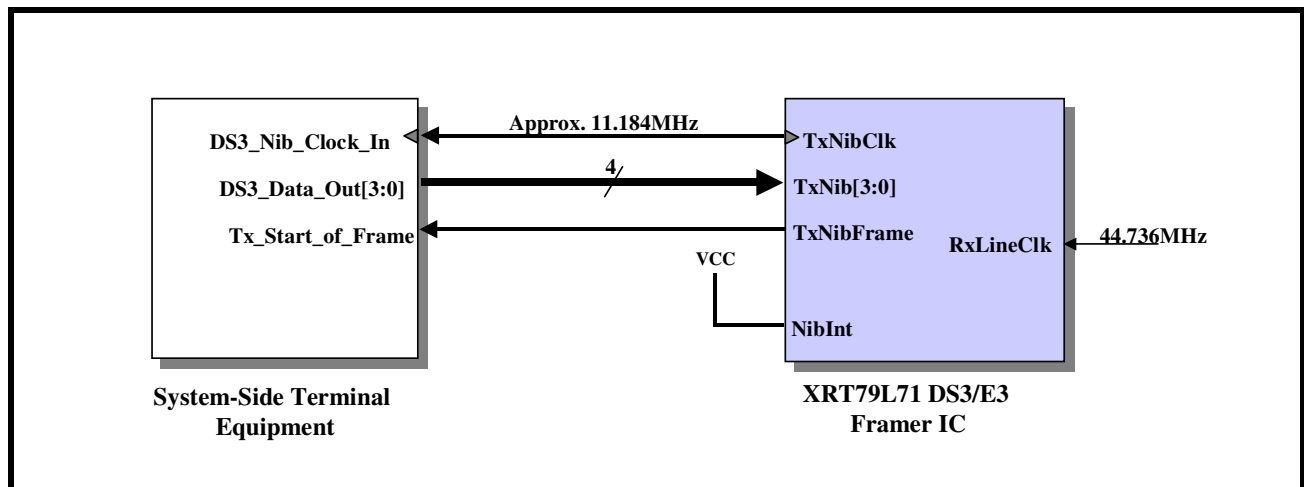 Approx. 11.184MHz
DS3_Nib_Clock_In
TxNibClk
4
DS3_Data_Out[3:0]
TxNib[3:0]
Tx_Start_of_Frame
TxNibFrame
RxLineClk
44.736MHz
VCC
NibInt
System-Side Terminal
Equipment
XRT79L71 DS3/E3
Framer IC